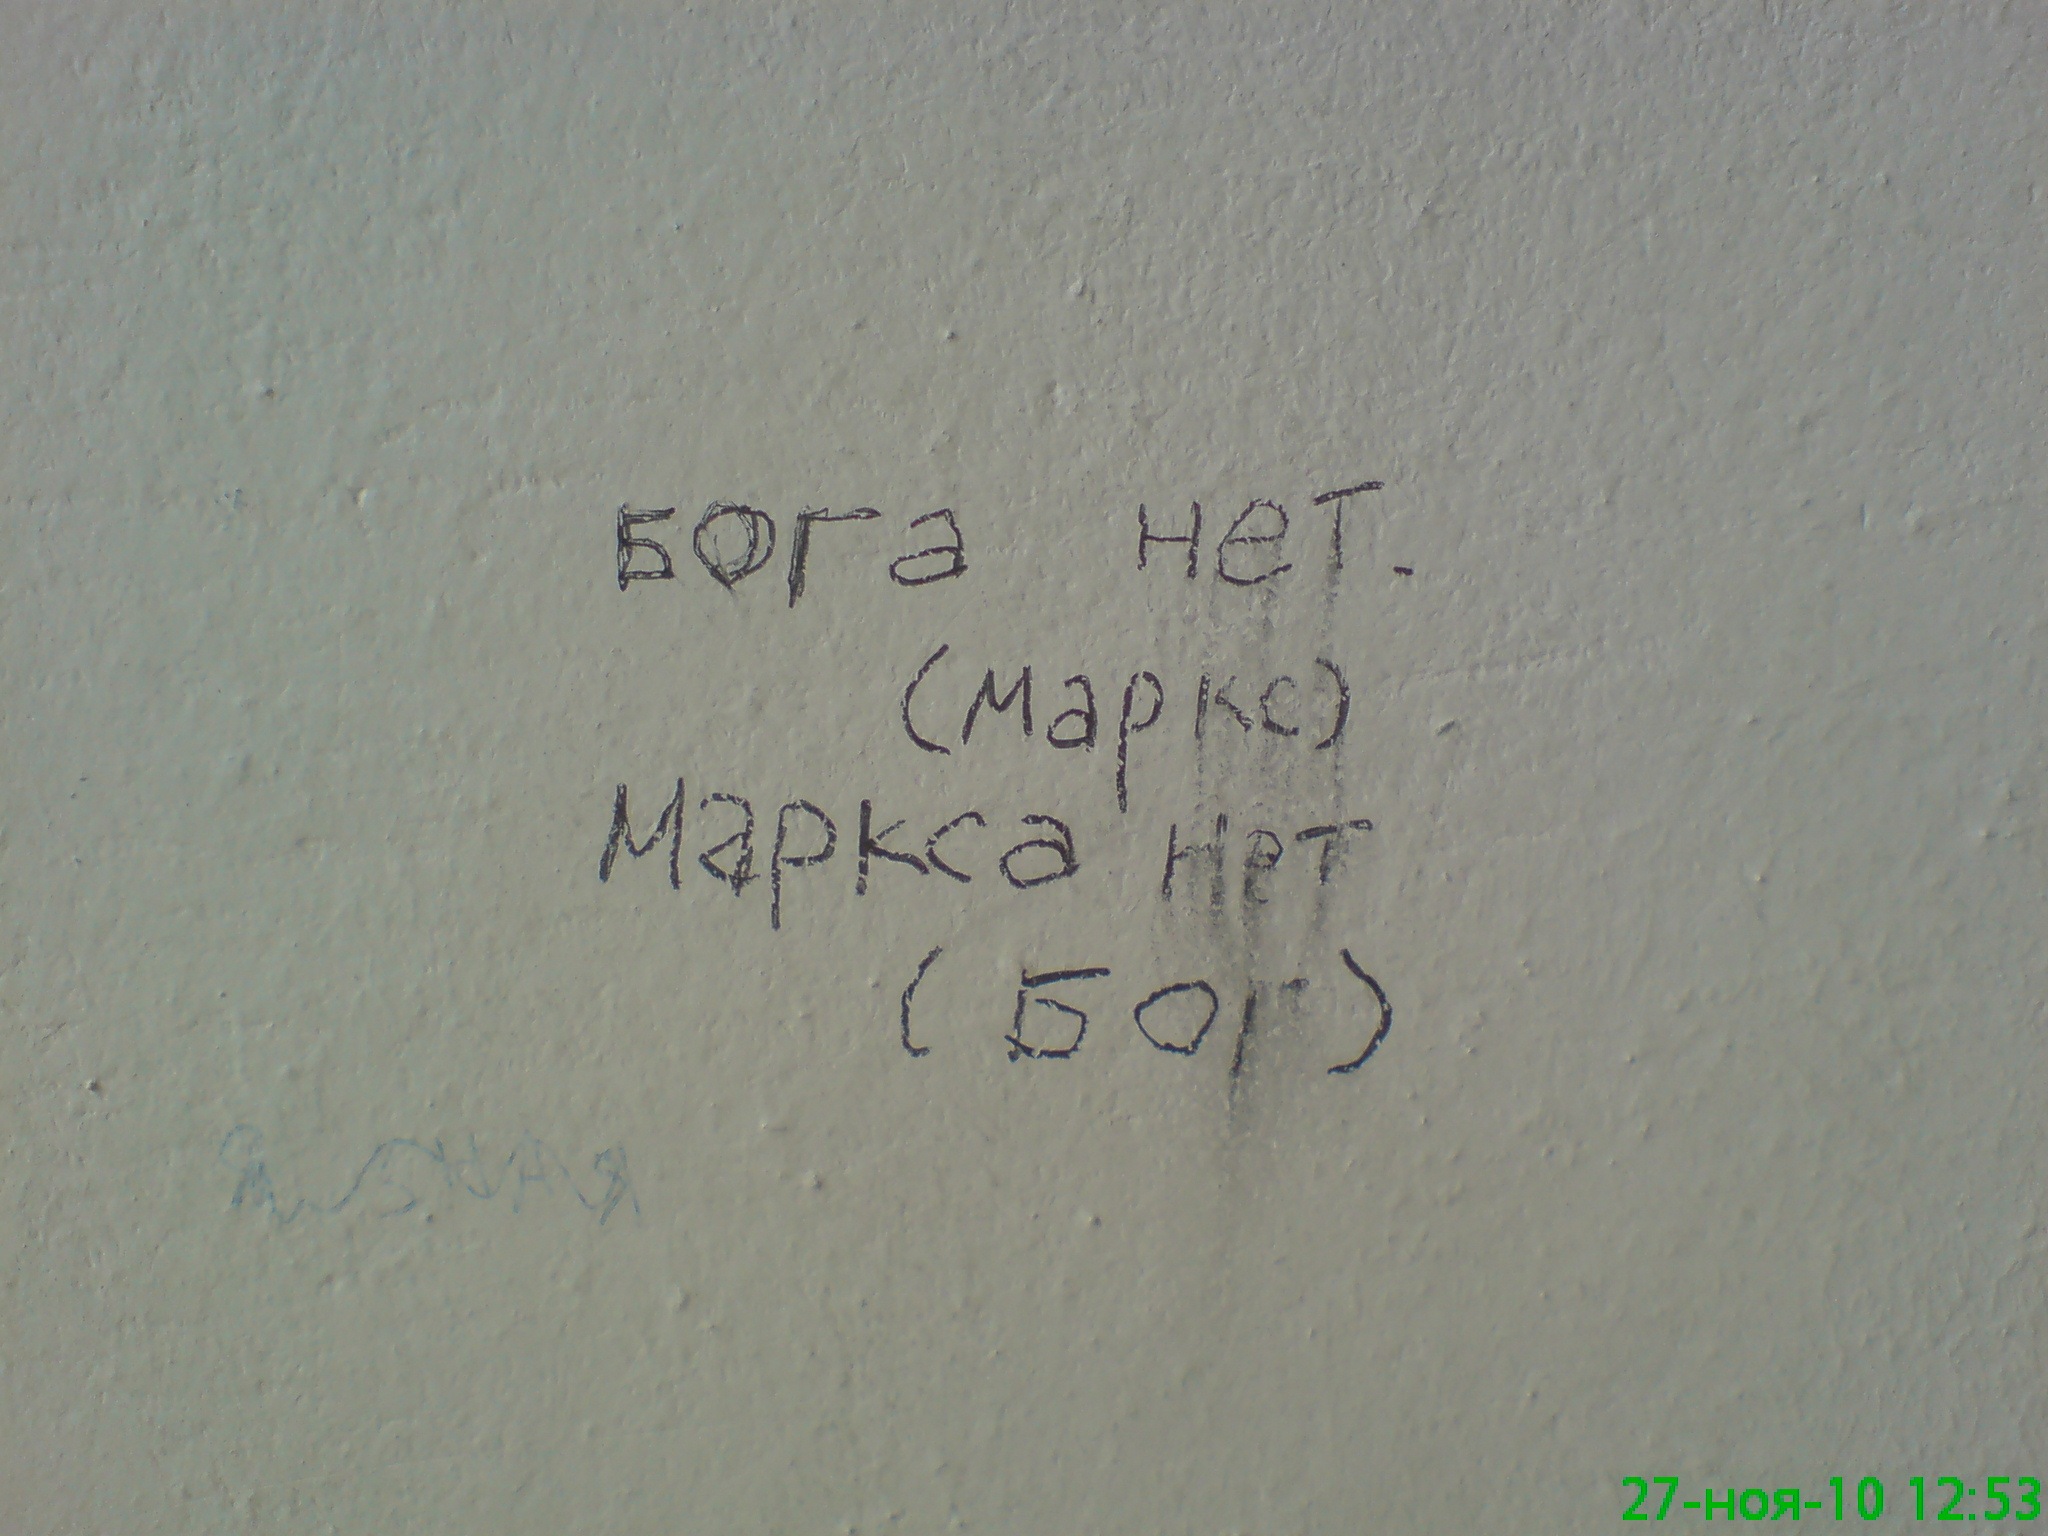 Бога нет.
(Маркс)
Маркса нет
(Бог)
27-ноя-10 12:53